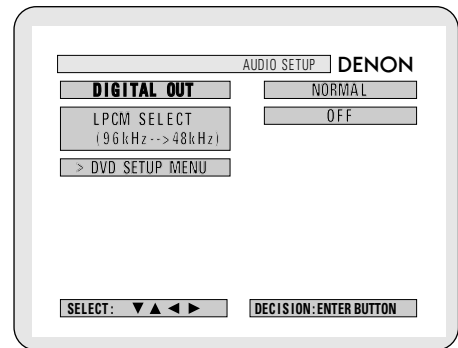 AUDIO SETUP DENON
DIGITAL OUT NORMAL
LPCM SELECT OFF
(96kHz-->48kHz)
> DVD SETUP MENU
SELECT: ▼ ▲ ◄ ► DECISION:ENTER BUTTON